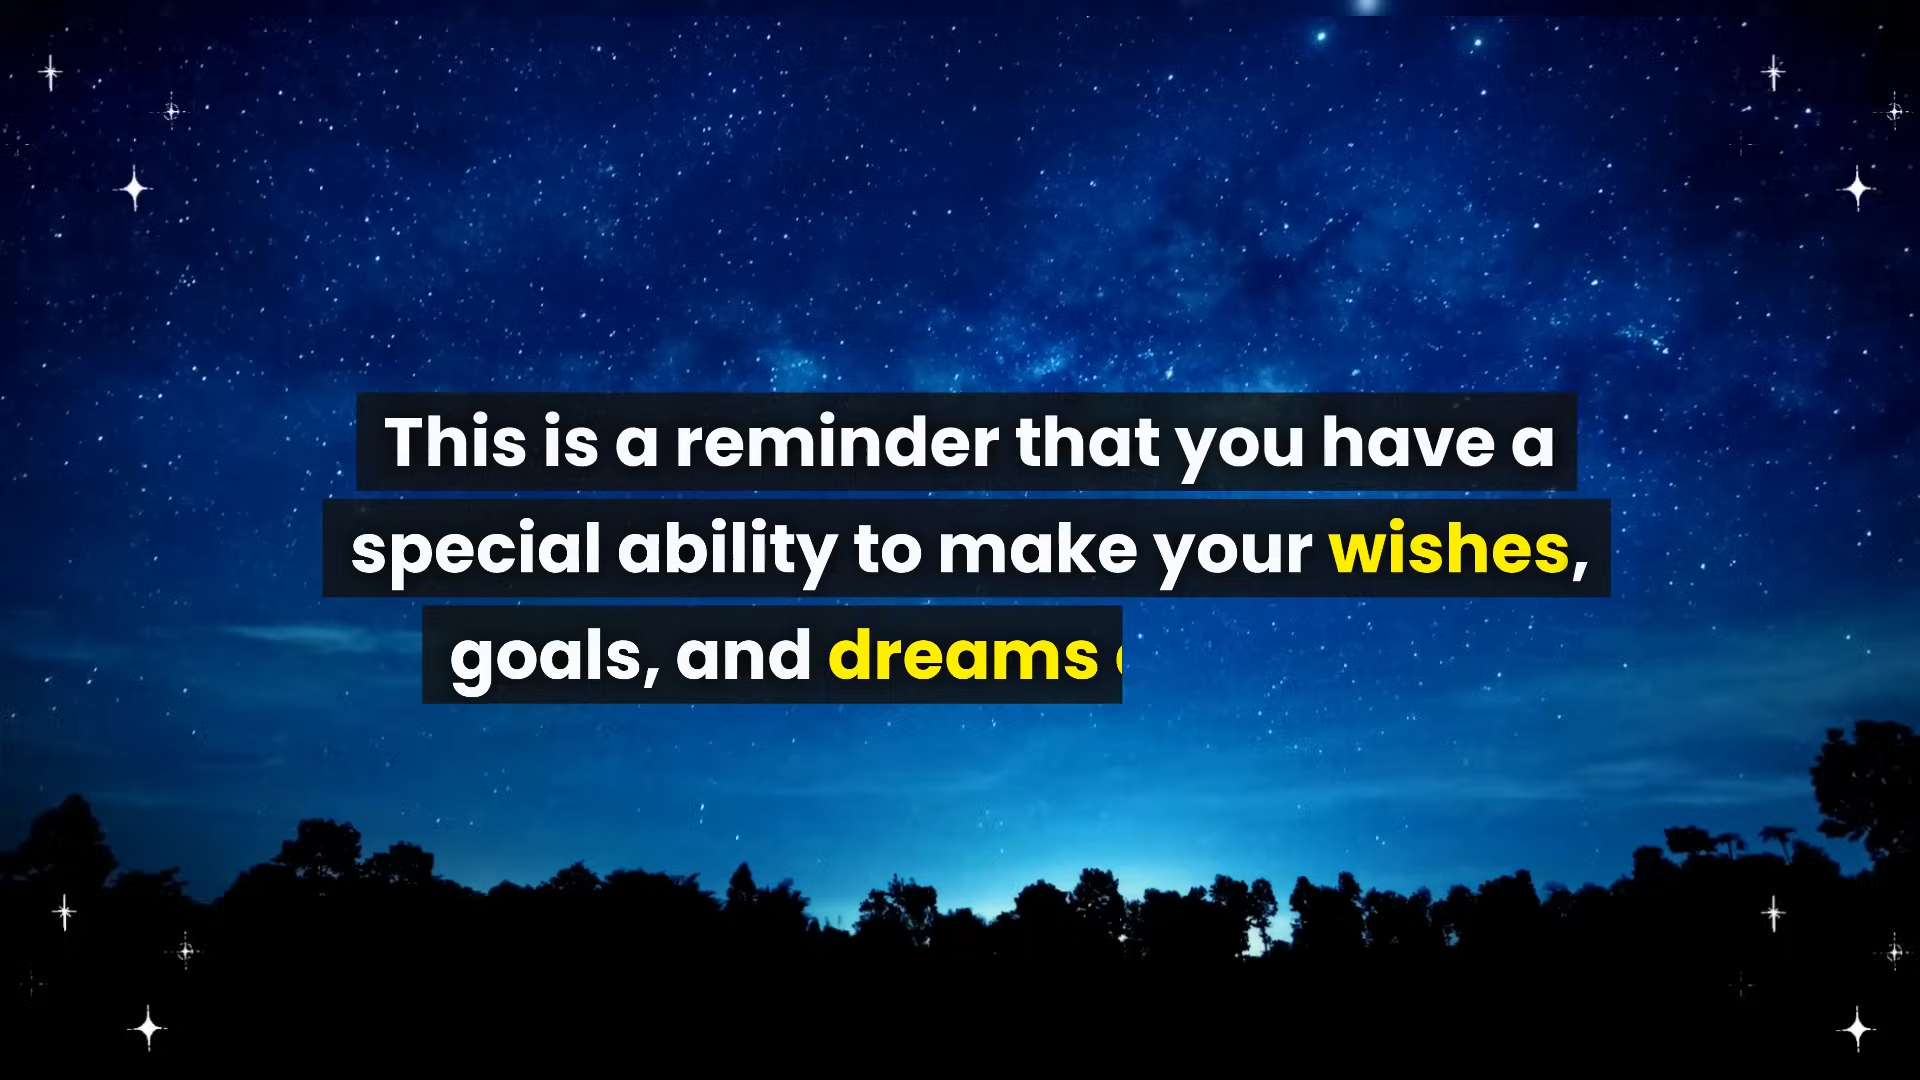 This is a reminder that you have a
special ability to make your wishes,
goals, and dreams